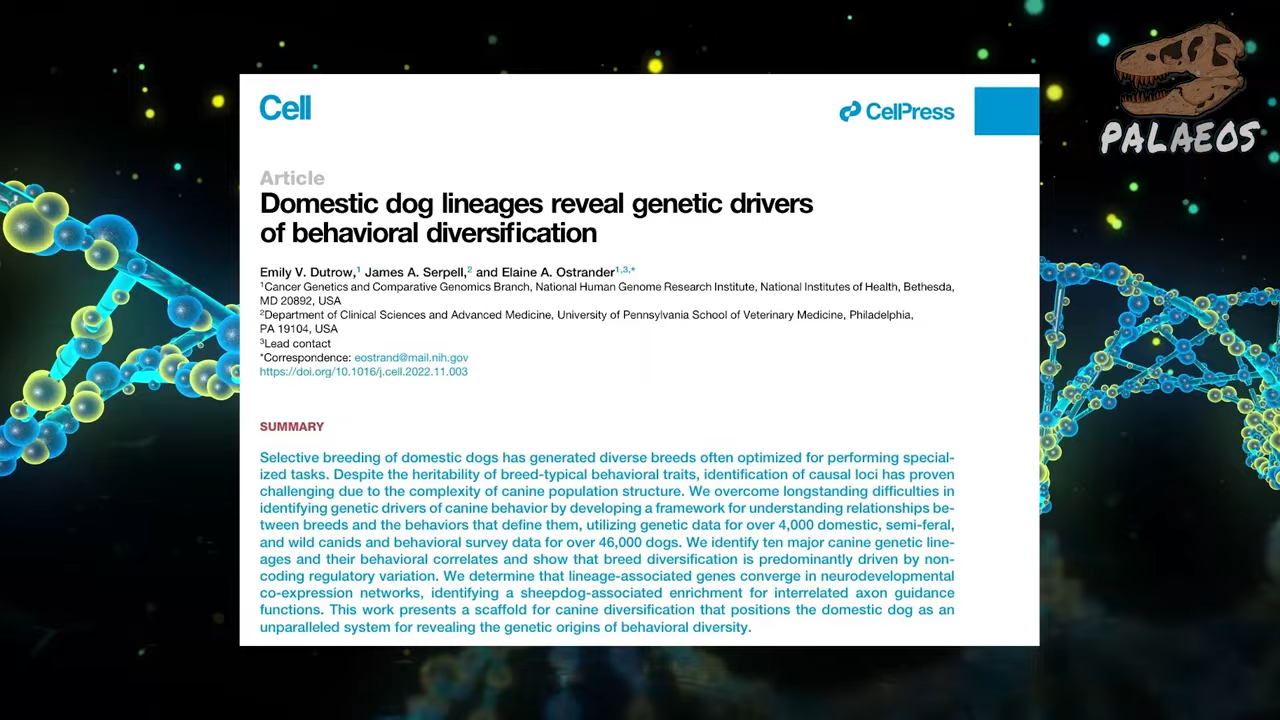 PALAEOS
Cell
CellPress
Article
Domestic dog lineages reveal genetic drivers
of behavioral diversification
Emily V. Dutrow,1 James A. Serpell,2 and Elaine A. Ostrander1,3,*
1Cancer Genetics and Comparative Genomics Branch, National Human Genome Research Institute, National Institutes of Health, Bethesda,
MD 20892, USA
2Department of Clinical Sciences and Advanced Medicine, University of Pennsylvania School of Veterinary Medicine, Philadelphia,
PA 19104, USA
3Lead contact
*Correspondence: eostrand@mail.nih.gov
https://doi.org/10.1016/j.cell.2022.11.003
SUMMARY
Selective breeding of domestic dogs has generated diverse breeds often optimized for performing special-
ized tasks. Despite the heritability of breed-typical behavioral traits, identification of causal loci has proven
challenging due to the complexity of canine population structure. We overcome longstanding difficulties in
identifying genetic drivers of canine behavior by developing a framework for understanding relationships be-
tween breeds and the behaviors that define them, utilizing genetic data for over 4,000 domestic, semi-feral,
and wild canids and behavioral survey data for over 46,000 dogs. We identify ten major canine genetic line-
ages and their behavioral correlates and show that breed diversification is predominantly driven by non-
coding regulatory variation. We determine that lineage-associated genes converge in neurodevelopmental
co-expression networks, identifying a sheepdog-associated enrichment for interrelated axon guidance
functions. This work presents a scaffold for canine diversification that positions the domestic dog as an
unparalleled system for revealing the genetic origins of behavioral diversity.